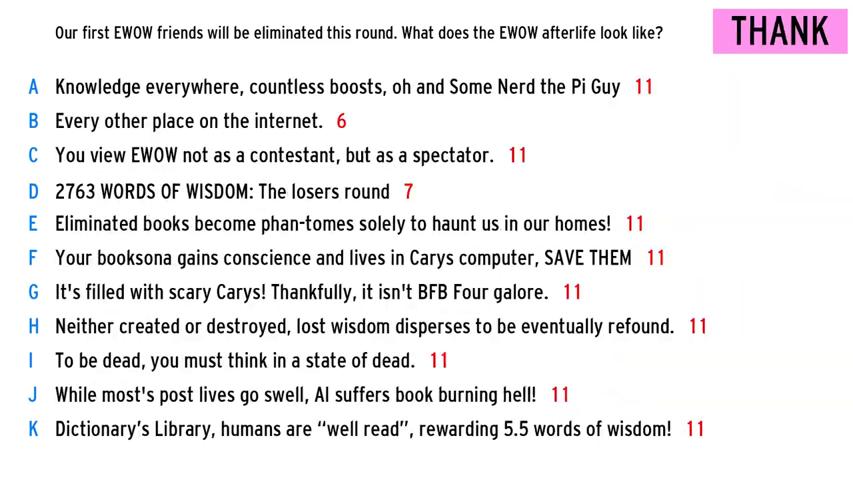 Our first EWOW friends will be eliminated this round. What does the EWOW afterlife look like?
THANK
A Knowledge everywhere, countless boosts, oh and Some Nerd the Pi Guy 11
B Every other place on the internet. 6
C You view EWOW not as a contestant, but as a spectator. 11
D 2763 WORDS OF WISDOM: The losers round 7
E Eliminated books become phan-tomes solely to haunt us in our homes! 11
F Your booksona gains conscience and lives in Carys computer, SAVE THEM 11
G It's filled with scary Carys! Thankfully, it isn't BFB Four galore. 11
H Neither created or destroyed, lost wisdom disperses to be eventually refound. 11
I To be dead, you must think in a state of dead. 11
J While most's post lives go swell, AI suffers book burning hell! 11
K Dictionary's Library, humans are “well read”, rewarding 5.5 words of wisdom! 11